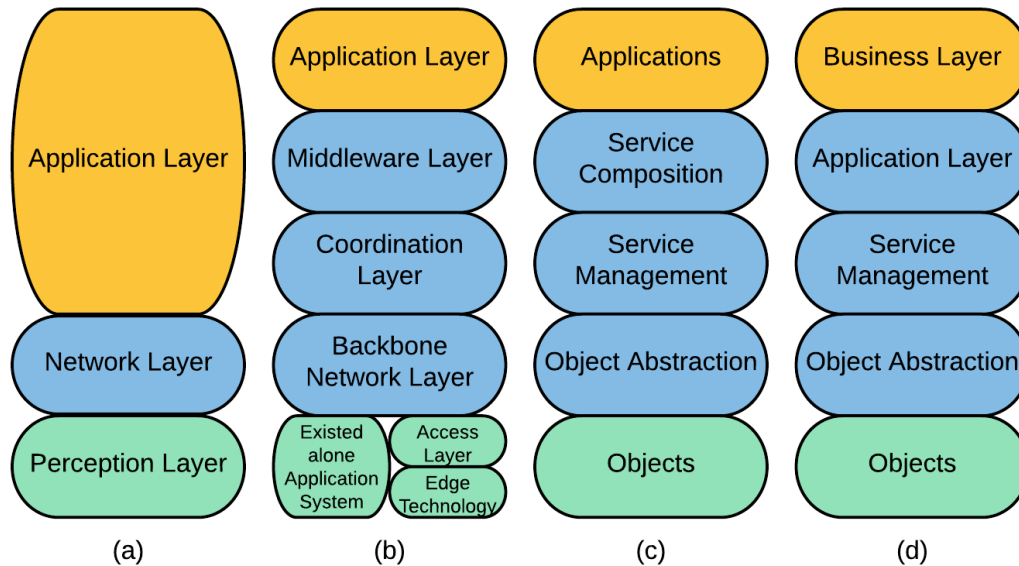 Application Layer
Network Layer
Perception Layer
(a)
Application Layer
Middleware Layer
Coordination
Layer
Backbone
Network Layer
Existed
alone
Application
System
Access
Layer
Edge
Technology
(b)
Applications
Service
Composition
Service
Management
Object Abstraction
Objects
(c)
Business Layer
Application Layer
Service
Management
Object Abstraction
Objects
(d)